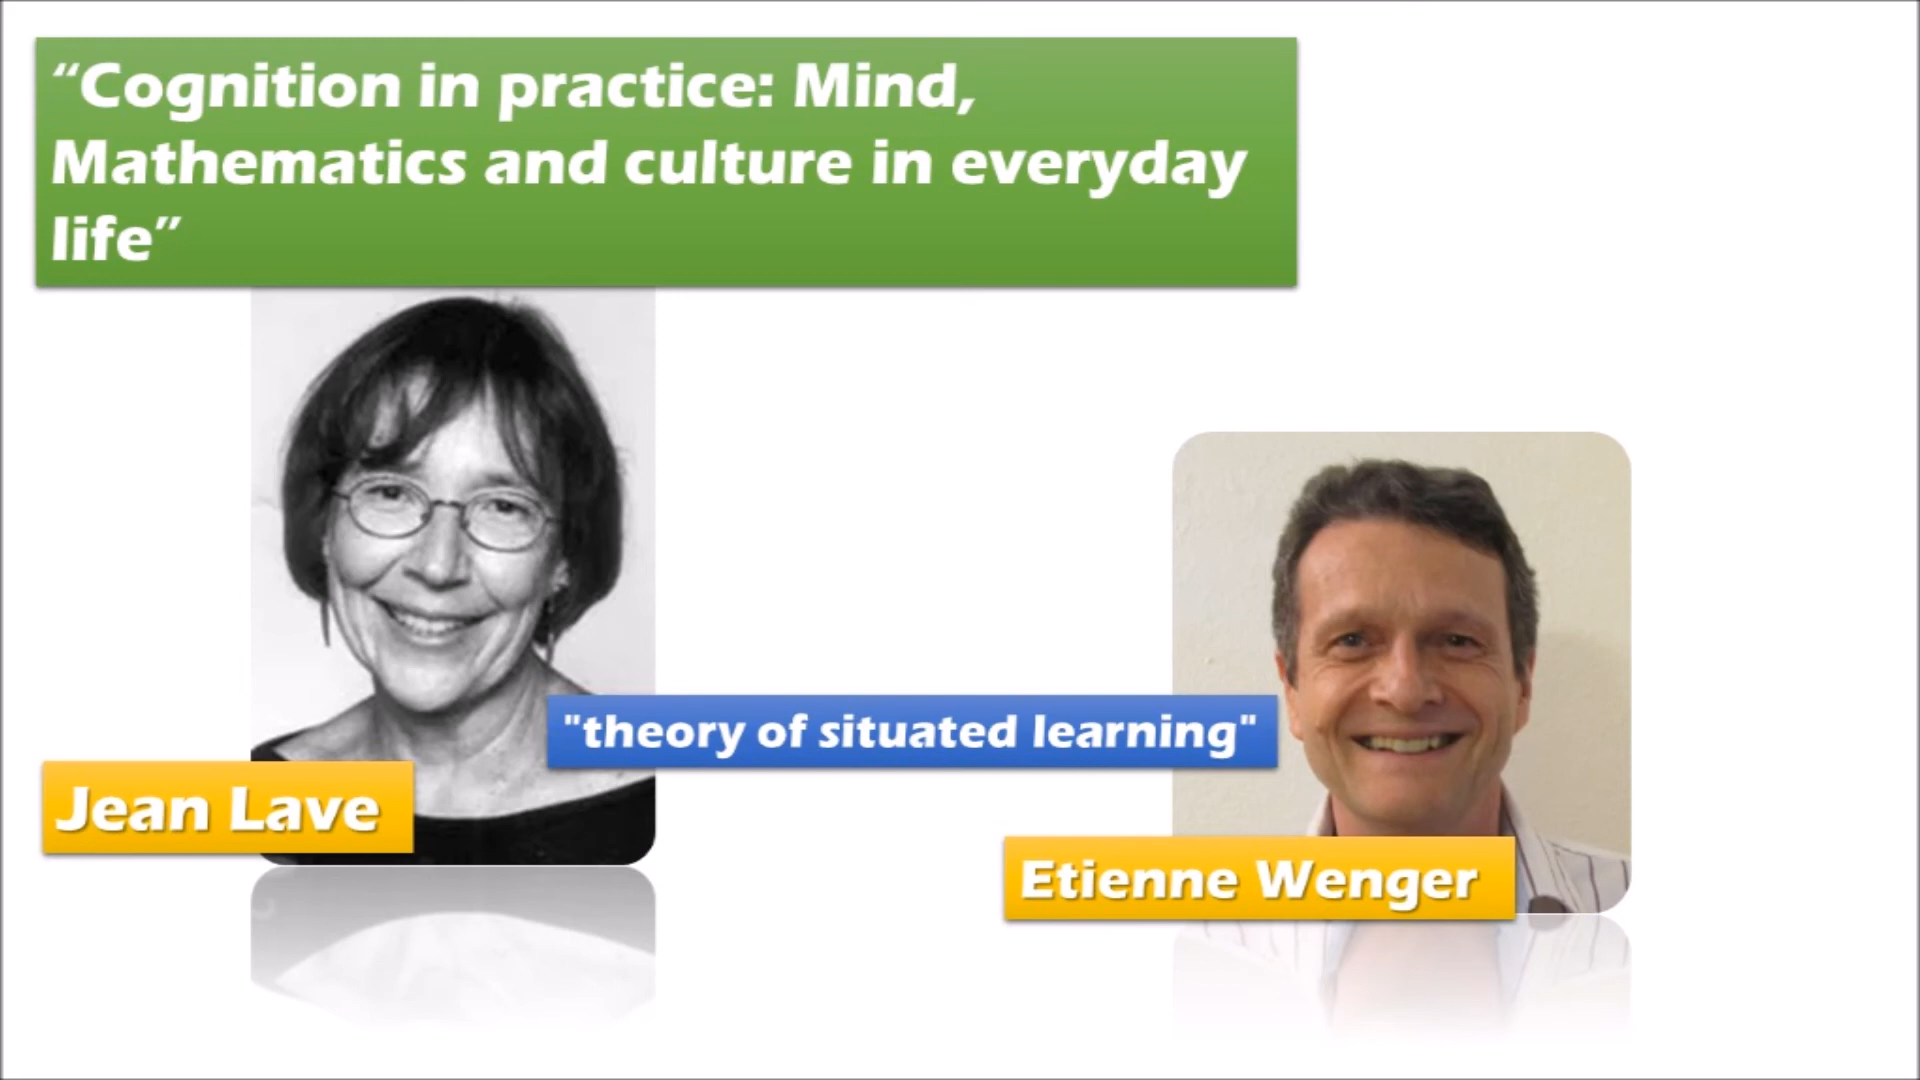 “Cognition in practice: Mind,
Mathematics and culture in everyday
life”
"theory of situated learning"
Jean Lave
Etienne Wenger